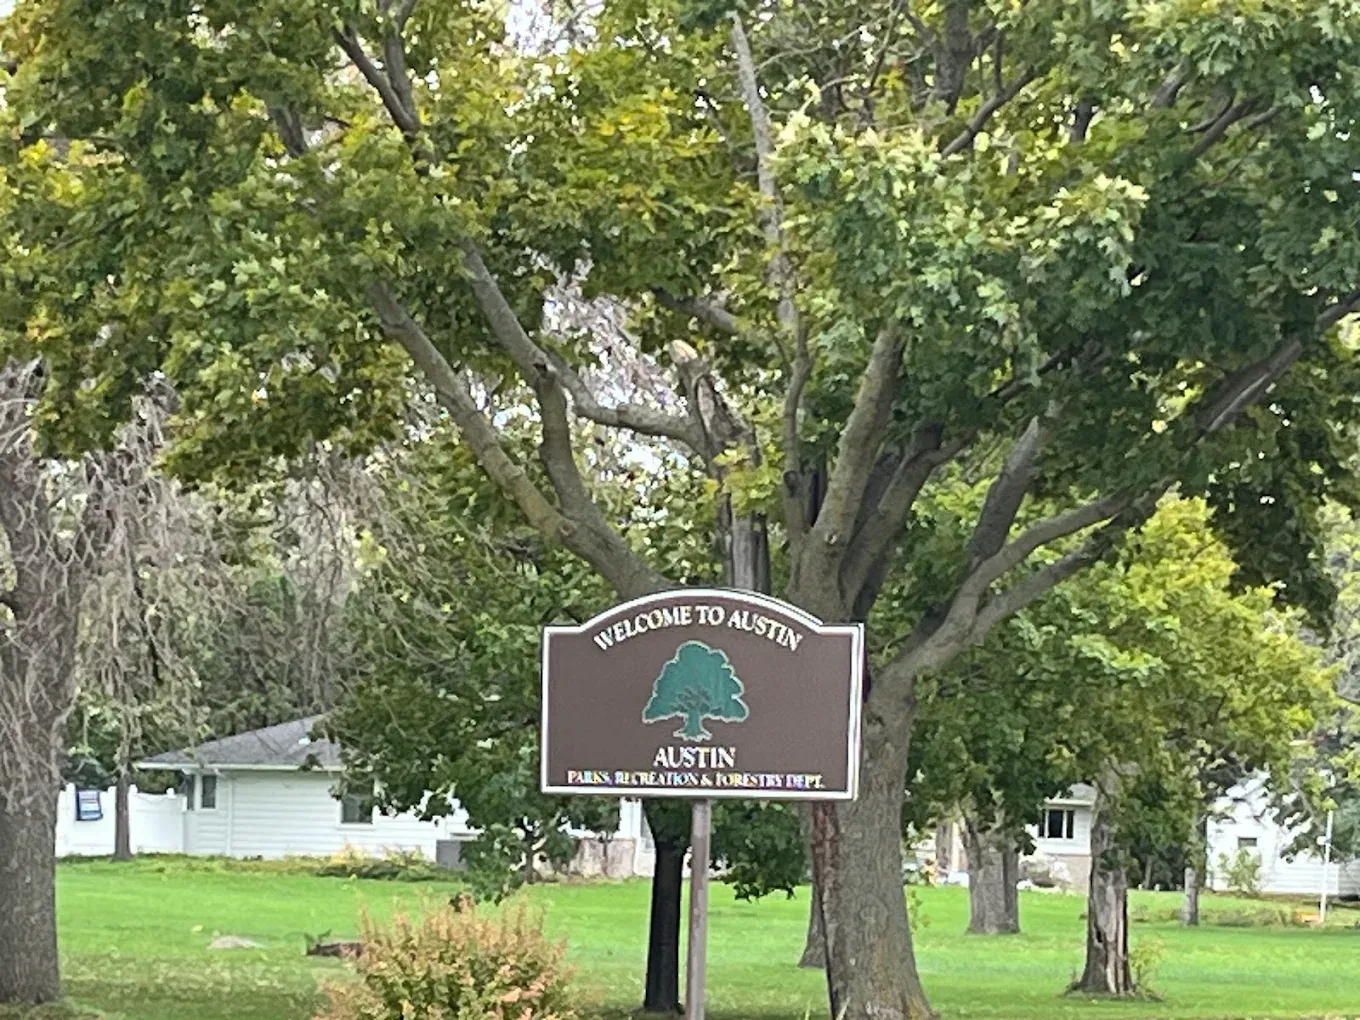 WELCOME TO AUSTIN
AUSTIN
PARKS, RECREATION & FORESTRY DEPT.